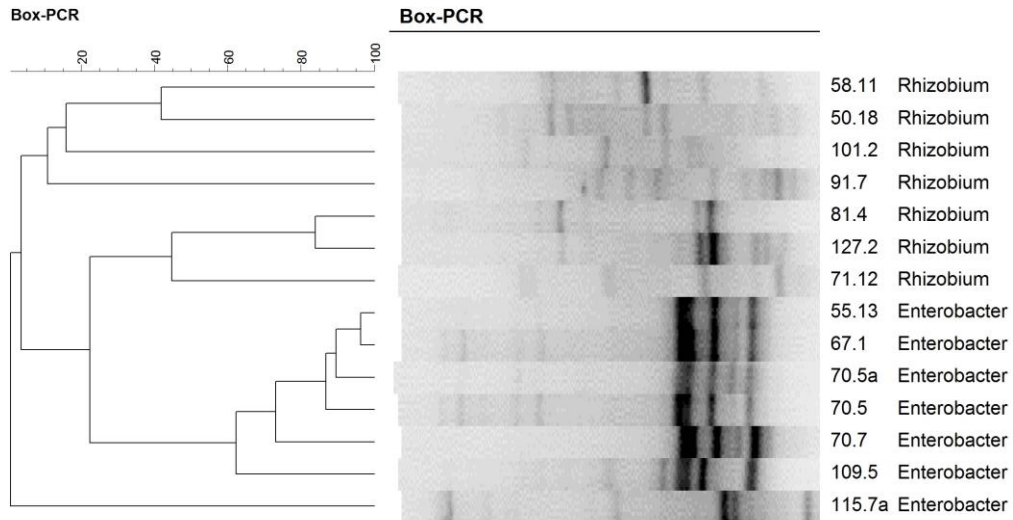 Box-PCR
Box-PCR
20 40 60 80 100
58.11 Rhizobium
50.18 Rhizobium
101.2 Rhizobium
91.7 Rhizobium
81.4 Rhizobium
127.2 Rhizobium
71.12 Rhizobium
55.13 Enterobacter
67.1 Enterobacter
70.5a Enterobacter
70.5 Enterobacter
70.7 Enterobacter
109.5 Enterobacter
115.7a Enterobacter